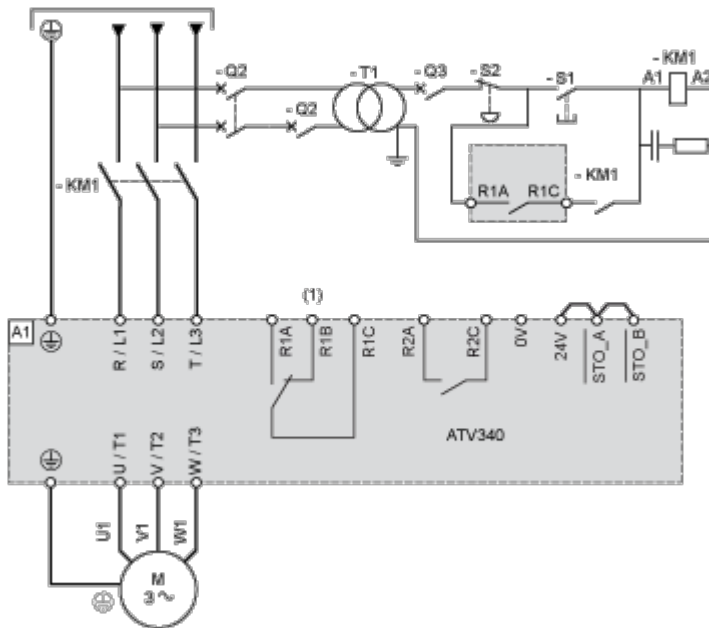 - Q2
- T1
- Q3
- S2
- S1
- KM1
A1
A2
- Q2
- KM1
R1A
R1C
- KM1
(1)
A1
R / L1
S / L2
T / L3
R1A
R1B
R1C
R2A
R2C
0V
24V
STO_A
STO_B
ATV340
U / T1
V / T2
W / T3
U1
V1
W1
M
3 ~